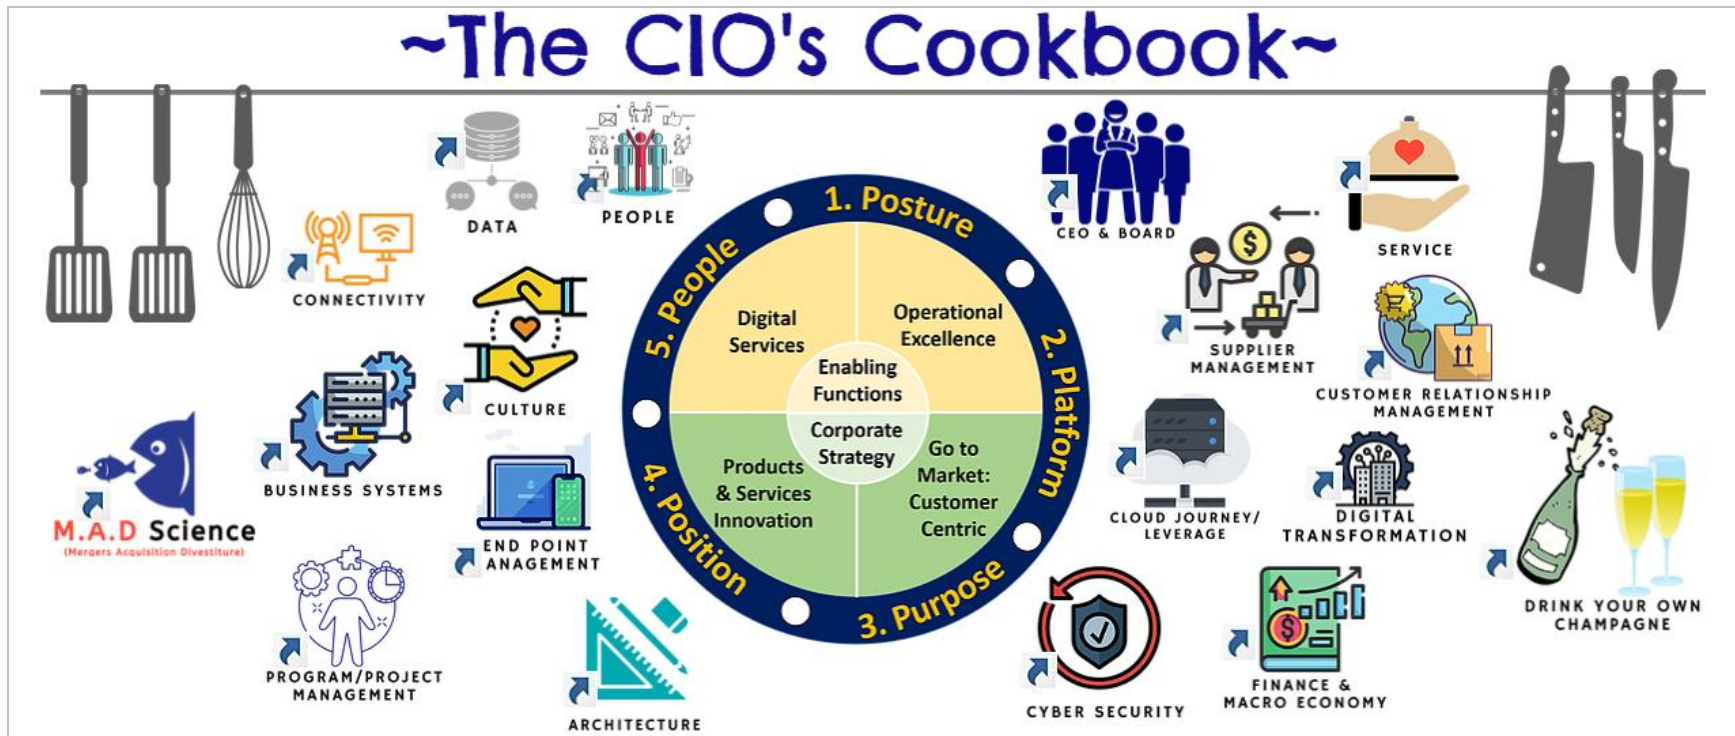 ~The CIO's Cookbook~
DATA
PEOPLE
CONNECTIVITY
CULTURE
BUSINESS SYSTEMS
M.A.D Science
(Mergers Acquisition Divestiture)
END POINT
ANAGEMENT
PROGRAM/PROJECT
MANAGEMENT
ARCHITECTURE
1. Posture
2. Platform
3. Purpose
4. Position
5. People
Digital
Services
Operational
Excellence
Enabling
Functions
Corporate
Strategy
Products
& Services
Innovation
Go to
Market:
Customer
Centric
CEO & BOARD
SERVICE
SUPPLIER
MANAGEMENT
CUSTOMER RELATIONSHIP
MANAGEMENT
CLOUD JOURNEY/
LEVERAGE
DIGITAL
TRANSFORMATION
DRINK YOUR OWN
CHAMPAGNE
CYBER SECURITY
FINANCE &
MACRO ECONOMY